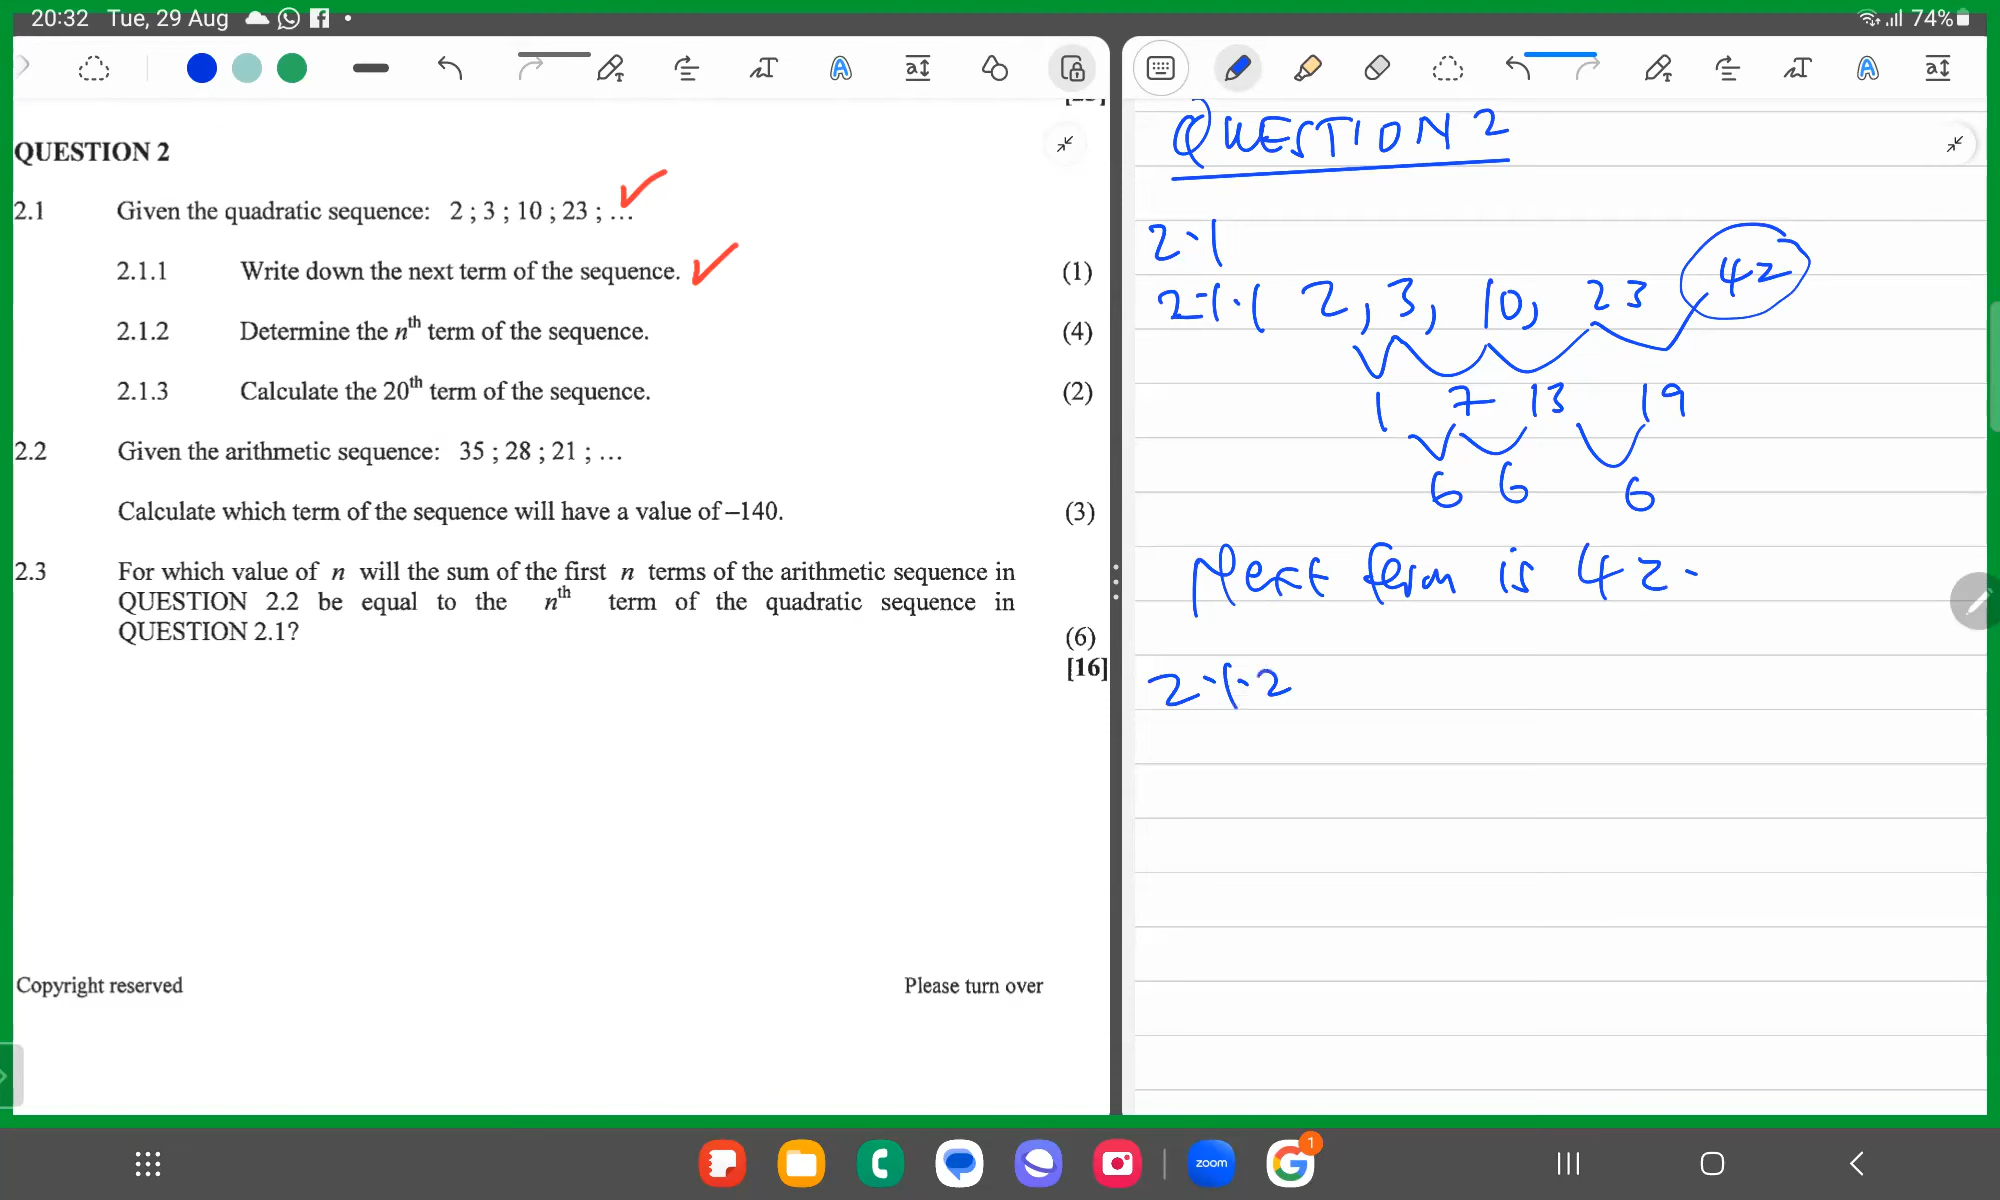 20:32 Tue, 29 Aug
74%
[25]
QUESTION 2
2.1 Given the quadratic sequence: 2 ; 3 ; 10 ; 23 ; …
2.1.1 Write down the next term of the sequence. (1)
2.1.2 Determine the nth term of the sequence. (4)
2.1.3 Calculate the 20th term of the sequence. (2)
2.2 Given the arithmetic sequence: 35 ; 28 ; 21 ; …
Calculate which term of the sequence will have a value of –140. (3)
2.3 For which value of n will the sum of the first n terms of the arithmetic sequence in
QUESTION 2.2 be equal to the nth term of the quadratic sequence in
QUESTION 2.1? (6)
[16]
Copyright reserved Please turn over
QUESTION 2
2.1
2.1.1 2, 3, 10, 23 42
1 7 13 19
6 6 6
Next term is 42.
2.1.2
zoom
1